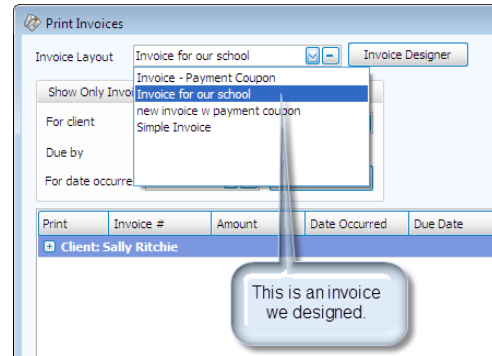 Print Invoices
Invoice Layout Invoice for our school Invoice Designer
Invoice - Payment Coupon
Show Only Invoi Invoice for our school
For client new invoice w payment coupon
Simple Invoice
Due by
For date occurre
Print Invoice # Amount Date Occurred Due Date
Client: Sally Ritchie
This is an invoice
we designed.